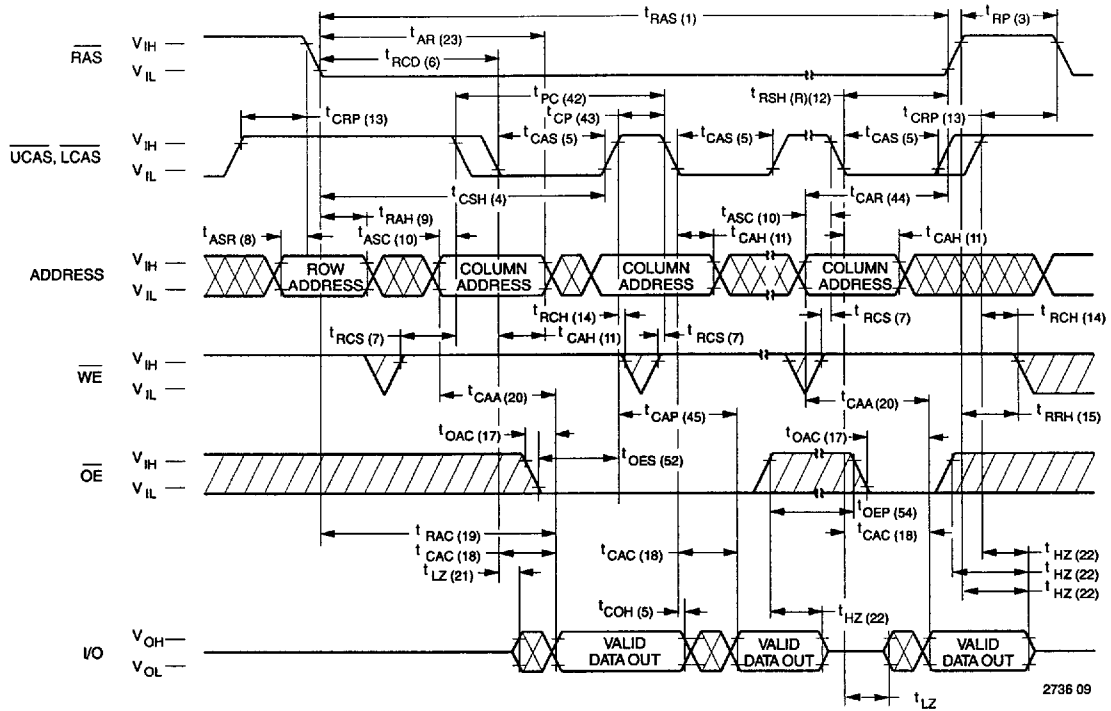 t RAS (1)
t RP (3)
t AR (23)
RAS
V IH
V IL
t RCD (6)
t PC (42)
t RSH (R)(12)
t CRP (13)
t CP (43)
t CRP (13)
UCAS, LCAS
V IH
V IL
t CAS (5)
t CAS (5)
t CAS (5)
t CSH (4)
t CAR (44)
t RAH (9)
t ASC (10)
t ASR (8)
t ASC (10)
t CAH (11)
t CAH (11)
ADDRESS
V IH
V IL
ROW ADDRESS
COLUMN ADDRESS
COLUMN ADDRESS
COLUMN ADDRESS
t RCH (14)
t RCS (7)
t RCH (14)
t RCS (7)
t CAH (11)
t RCS (7)
WE
V IH
V IL
t CAA (20)
t CAP (45)
t CAA (20)
t RRH (15)
t OAC (17)
t OES (52)
t OAC (17)
OE
V IH
V IL
t OEP (54)
t RAC (19)
t CAC (18)
t CAC (18)
t CAC (18)
t HZ (22)
t LZ (21)
t HZ (22)
t HZ (22)
t COH (5)
t HZ (22)
I/O
V OH
V OL
VALID DATA OUT
VALID DATA OUT
VALID DATA OUT
2736 09
t LZ